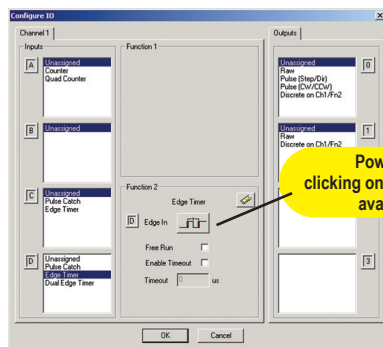 Configure IO
Channel 1
Inputs
A
Unassigned
Counter
Quad Counter
B
Unassigned
C
Unassigned
Pulse Catch
Edge Timer
D
Unassigned
Pulse Catch
Edge Timer
Dual Edge Timer
Function 1
Function 2
Edge Timer
D Edge In
Free Run
Enable Timeout
Timeout 0 us
Outputs
Unassigned
Raw
Pulse (Step/Dir)
Pulse (CW/CCW)
Discrete on Ch1/Fn2
0
Unassigned
Raw
Discrete on Ch1/Fn2
1
3
clicking on
OK Cancel